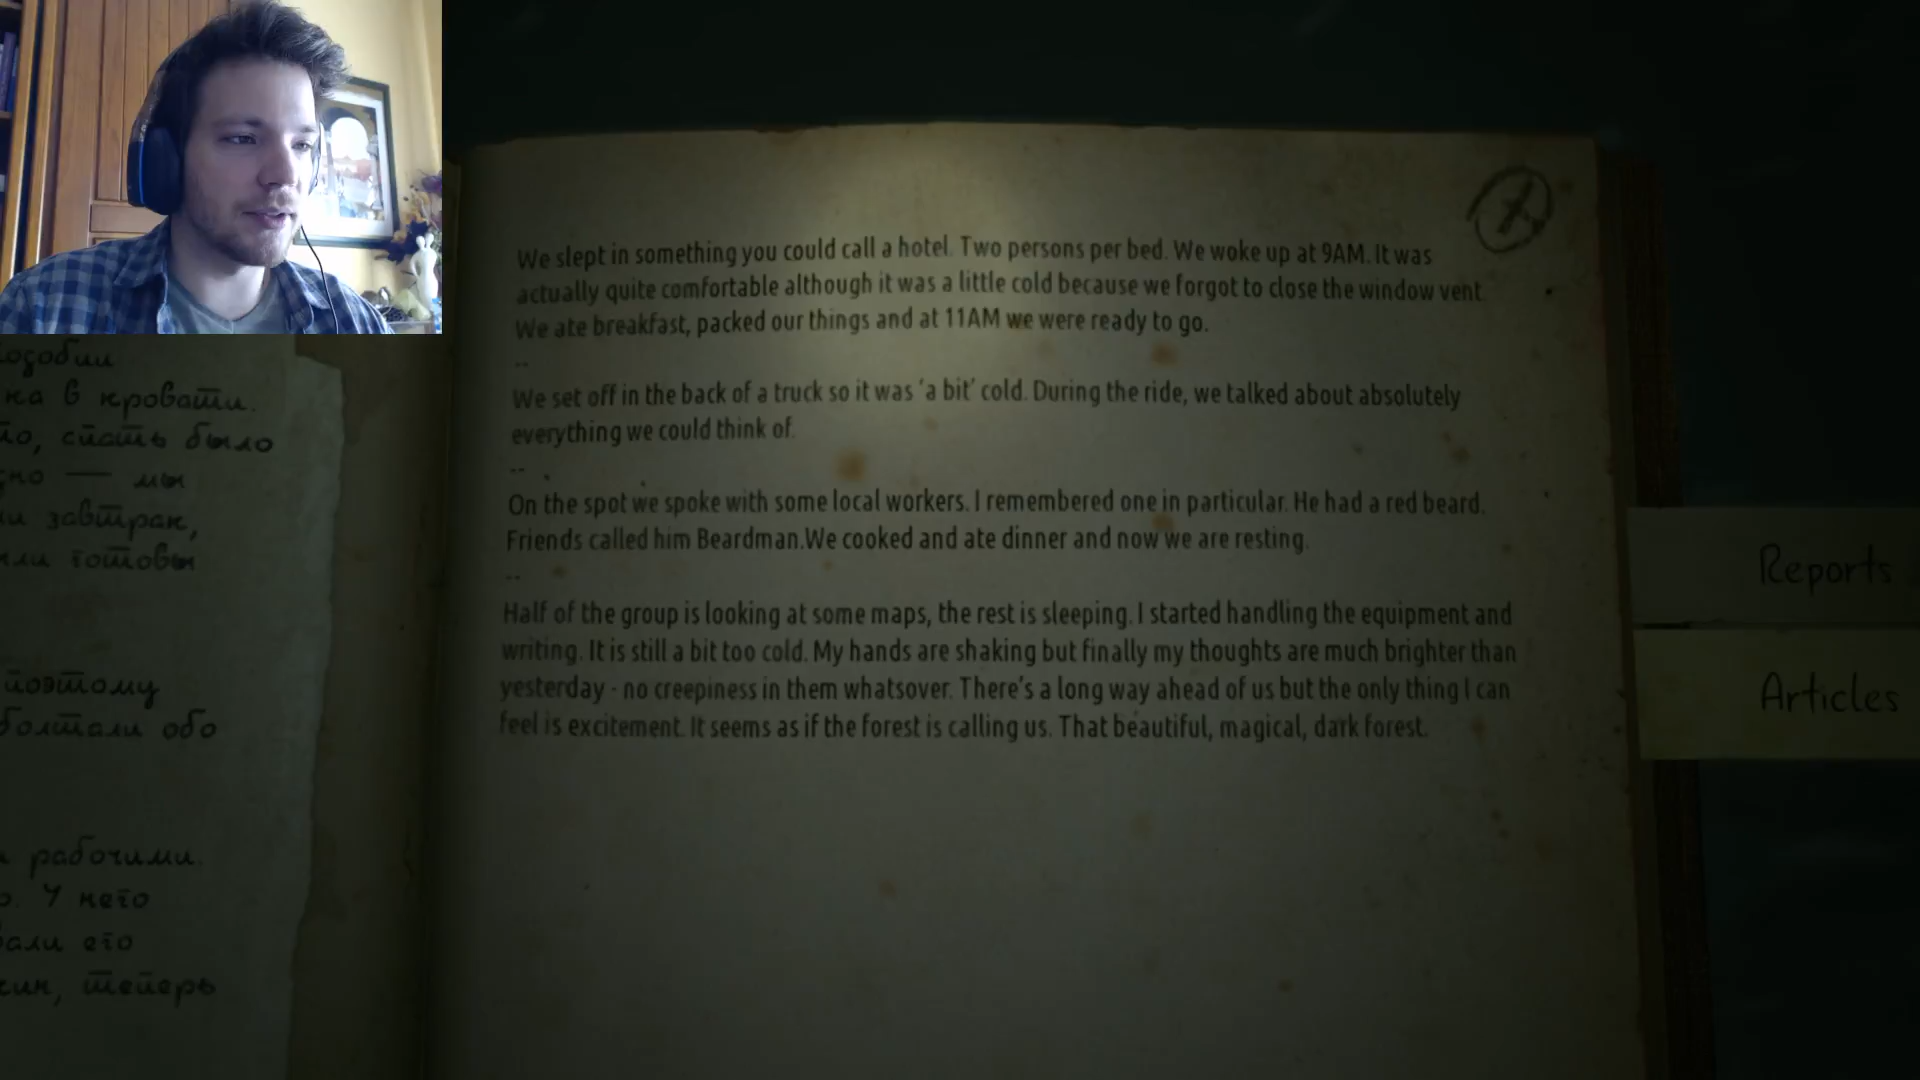 We slept in something you could call a hotel. Two persons per bed. We woke up at 9AM. It was
actually quite comfortable although it was a little cold because we forgot to close the window vent.
We ate breakfast, packed our things and at 11AM we were ready to go.
--
We set off in the back of a truck so it was 'a bit' cold. During the ride, we talked about absolutely
everything we could think of.
--
On the spot we spoke with some local workers. I remembered one in particular. He had a red beard.
Friends called him Beardman.We cooked and ate dinner and now we are resting.
--
Half of the group is looking at some maps, the rest is sleeping. I started handling the equipment and
writing. It is still a bit too cold. My hands are shaking but finally my thoughts are much brighter than
yesterday - no creepiness in them whatsover. There's a long way ahead of us but the only thing I can
feel is excitement. It seems as if the forest is calling us. That beautiful, magical, dark forest.
ка в кровати.
спать было
— мы
завтрак,
готовы
поэтому
болтали обо
рабочими.
У него
его
теперь
Reports
Articles